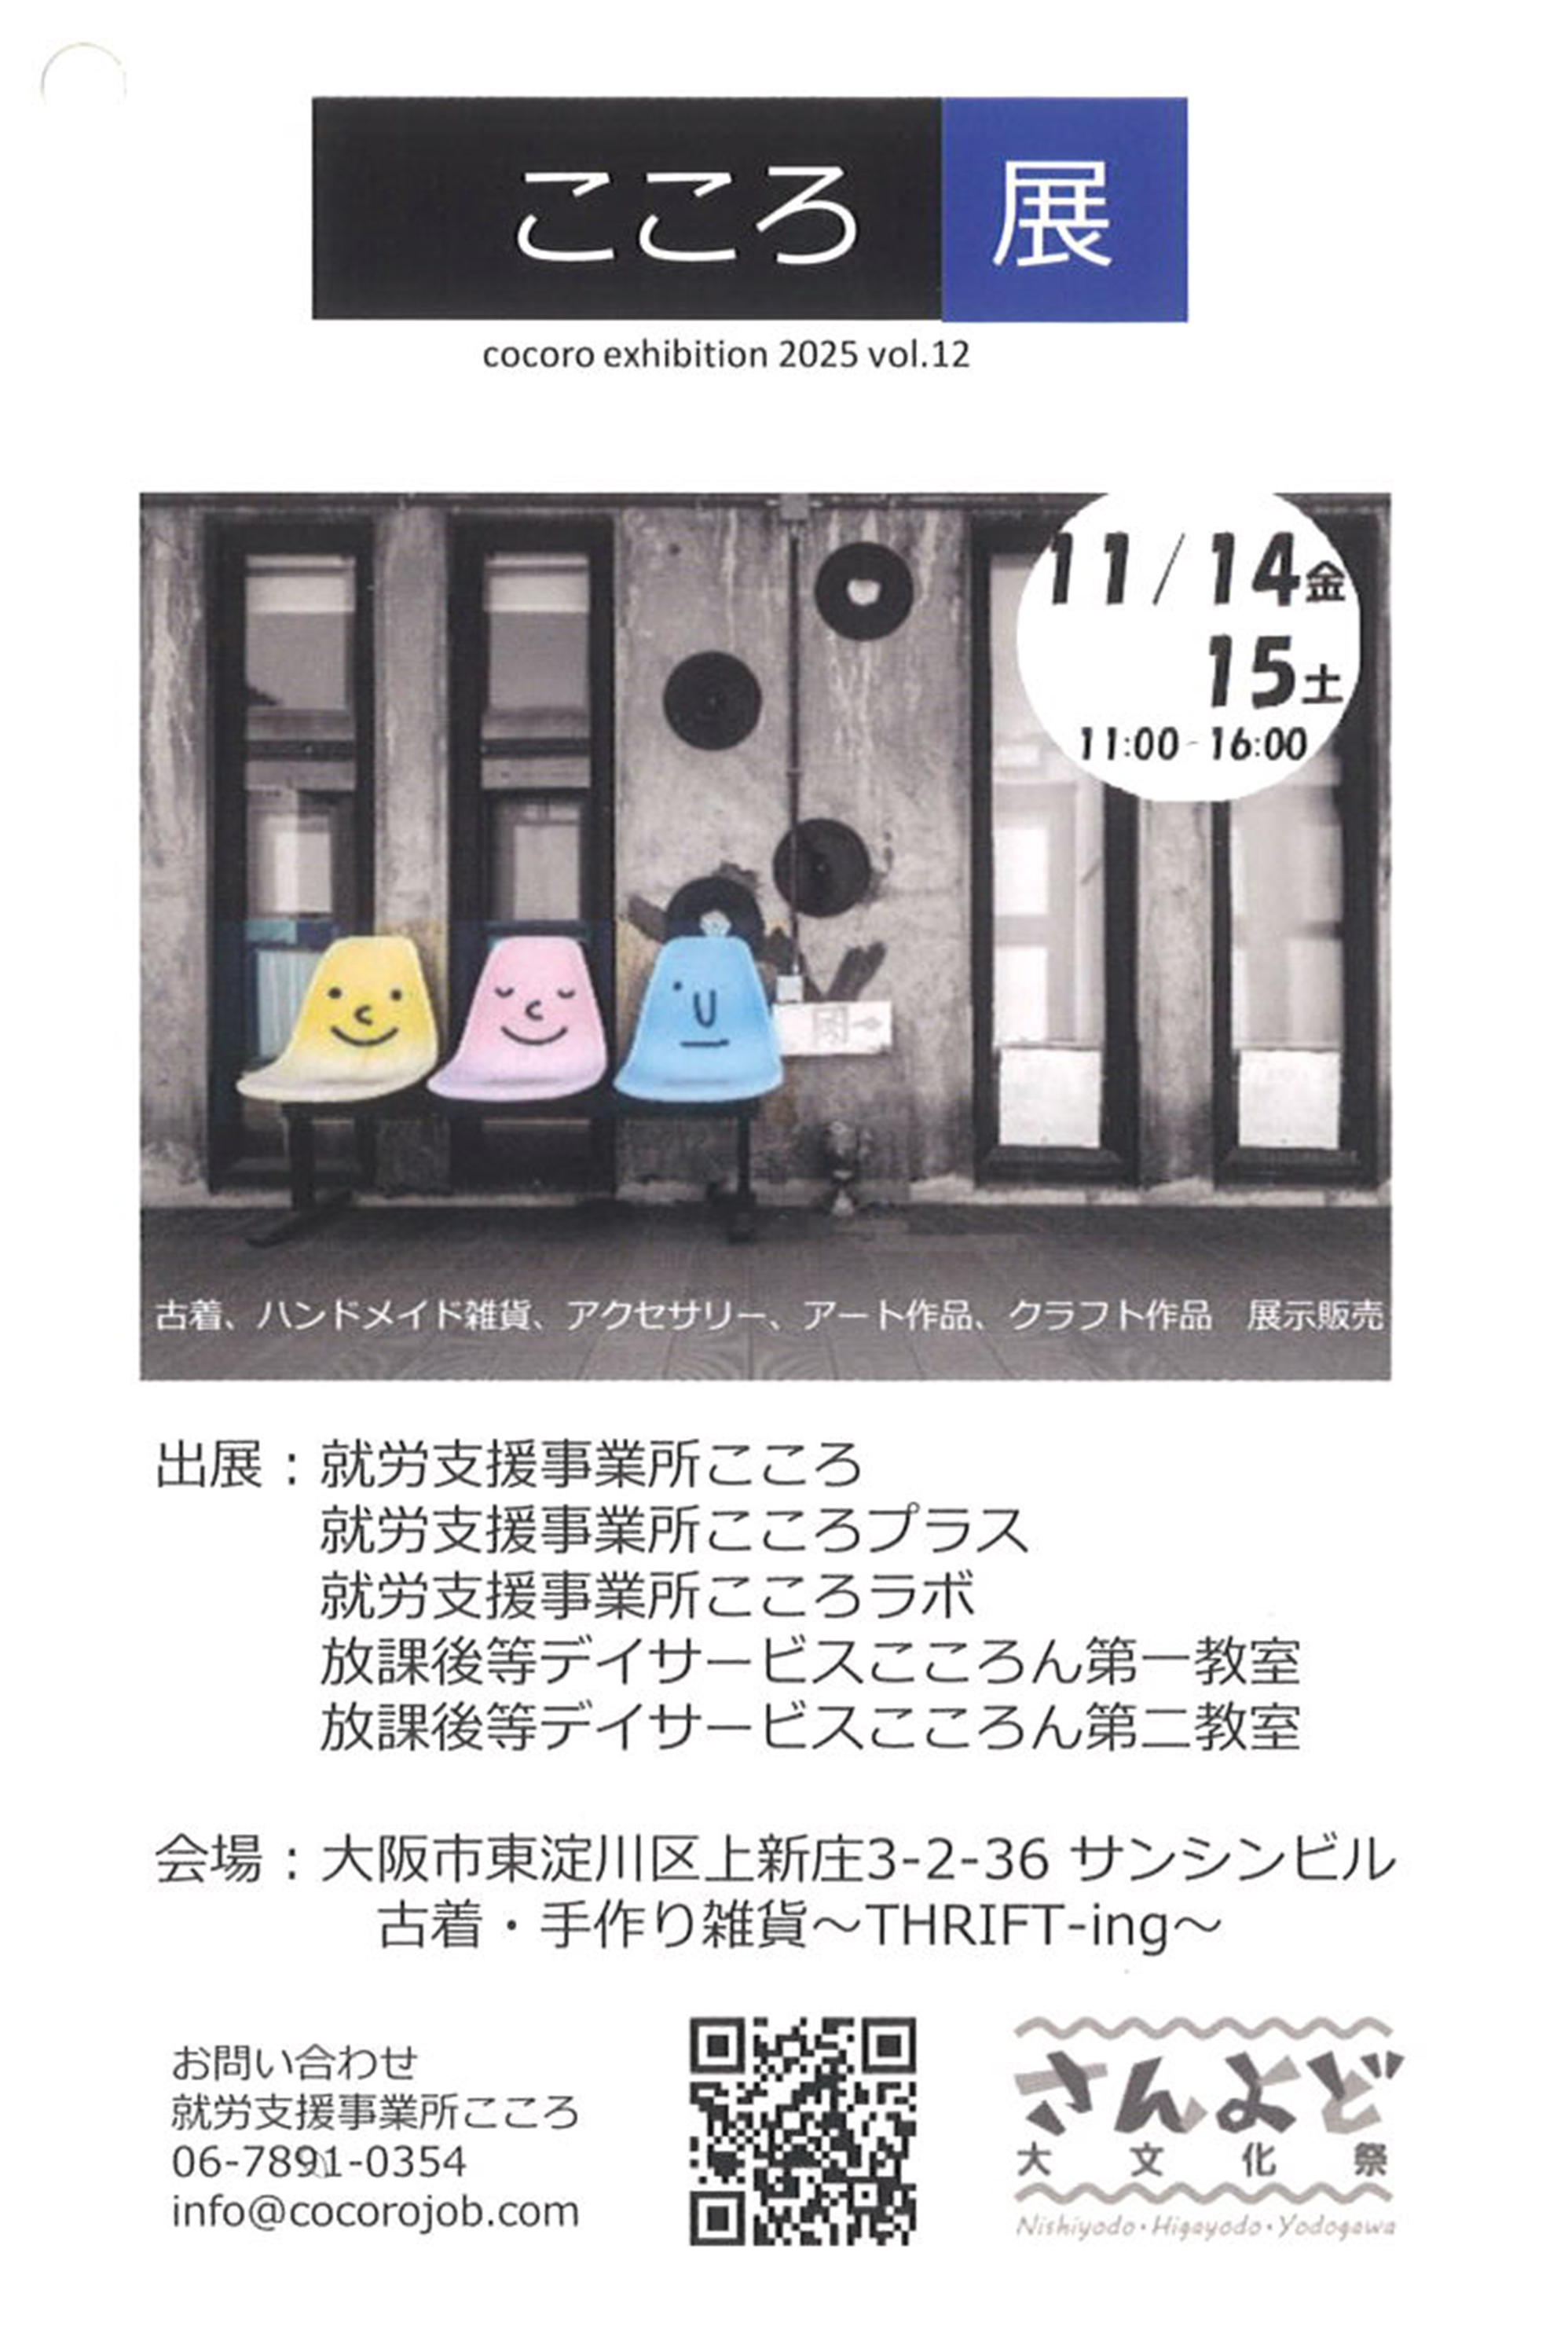 こころ 展
cocoro exhibition 2025 vol.12
11/14金
15土
11:00-16:00
古着、ハンドメイド雑貨、アクセサリー、アート作品、クラフト作品　展示販売
出展：就労支援事業所こころ
就労支援事業所こころプラス
就労支援事業所こころラボ
放課後等デイサービスこころん第一教室
放課後等デイサービスこころん第二教室
会場：大阪市東淀川区上新庄3-2-36 サンシンビル
古着・手作り雑貨～THRIFT-ing～
お問い合わせ
就労支援事業所こころ
06-7891-0354
info@cocorojob.com
さんよど
大文化祭
Nishiyodo・Higayodo・Yodogawa